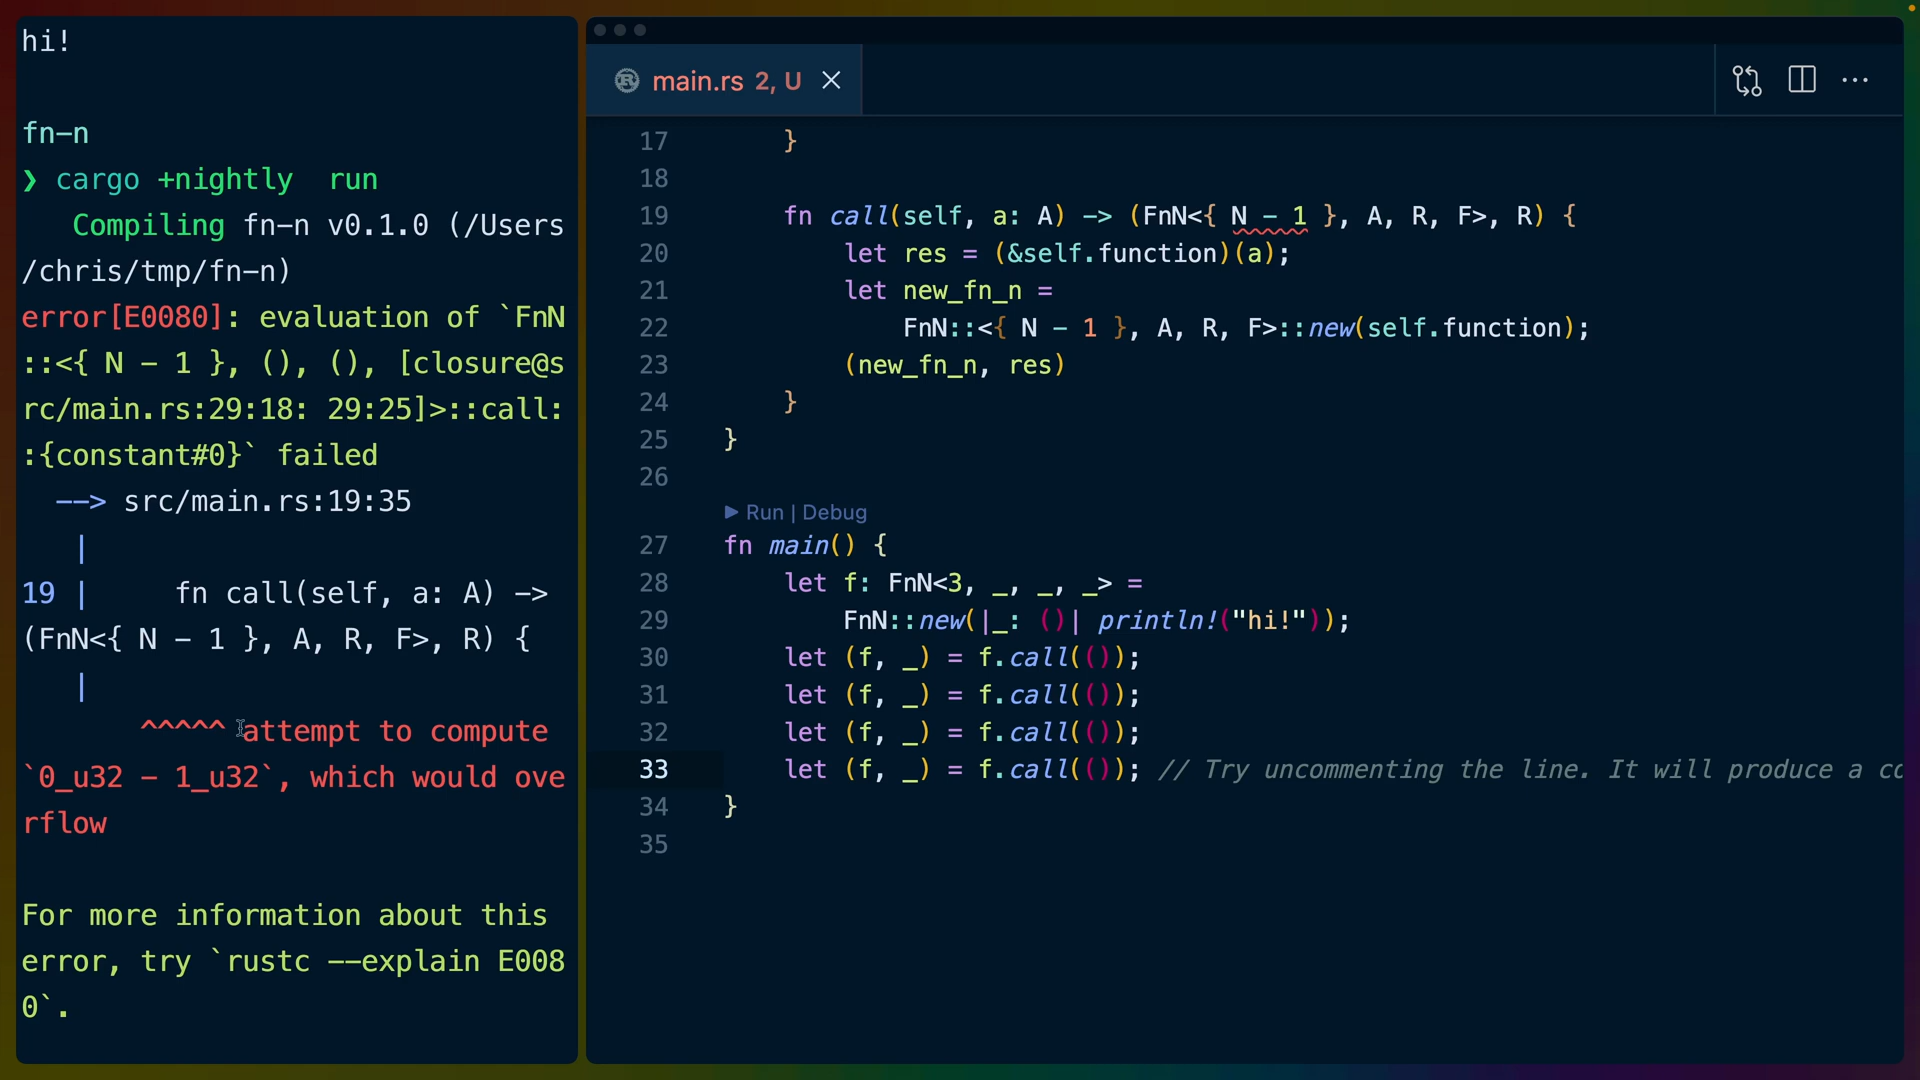 hi!
fn-n
❯ cargo +nightly  run
   Compiling fn-n v0.1.0 (/Users
/chris/tmp/fn-n)
error[E0080]: evaluation of `FnN
::<{ N - 1 }, (), (), [closure@s
rc/main.rs:29:18: 29:25]>::call:
:{constant#0}` failed
  --> src/main.rs:19:35
   |
19 |     fn call(self, a: A) ->
(FnN<{ N - 1 }, A, R, F>, R) {
   |
       ^^^^^ attempt to compute
`0_u32 - 1_u32`, which would ove
rflow
For more information about this
error, try `rustc --explain E008
0`.
main.rs 2, U
17     }
18
19     fn call(self, a: A) -> (FnN<{ N - 1 }, A, R, F>, R) {
20         let res = (&self.function)(a);
21         let new_fn_n =
22             FnN::<{ N - 1 }, A, R, F>::new(self.function);
23         (new_fn_n, res)
24     }
25 }
26
Run | Debug
27 fn main() {
28     let f: FnN<3, _, _, _> =
29         FnN::new(|_: ()| println!("hi!"));
30     let (f, _) = f.call(());
31     let (f, _) = f.call(());
32     let (f, _) = f.call(());
33     let (f, _) = f.call(()); // Try uncommenting the line. It will produce a co
34 }
35